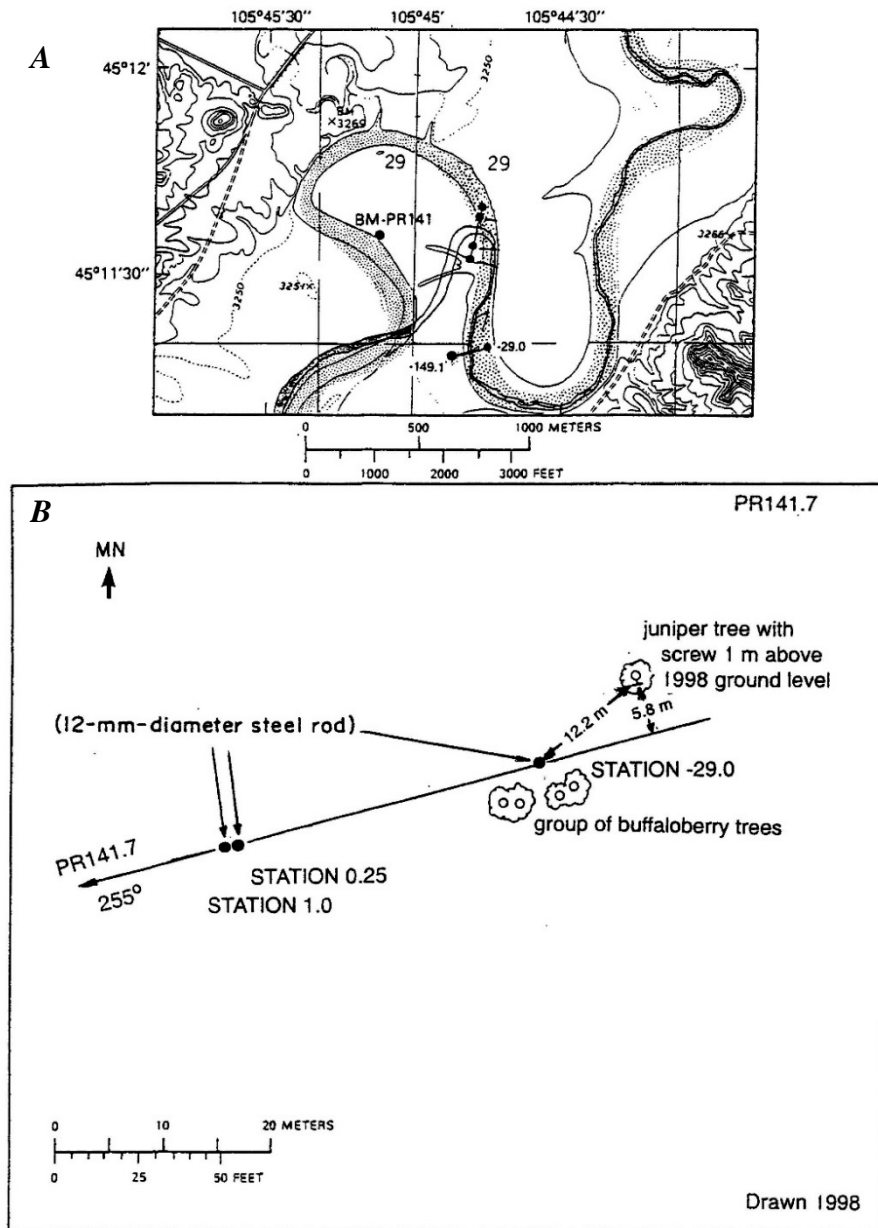 A
105°45'30"
105°45'
105°44'30"
45°12'
3250
BM
×3269
29
29
BM-PR141
3266
45°11'30"
3250
3251×
-29.0
-149.1
0 500 1000 METERS
0 1000 2000 3000 FEET
B
PR141.7
MN
juniper tree with
screw 1 m above
1998 ground level
12.2 m
5.8 m
(12-mm-diameter steel rod)
STATION -29.0
group of buffaloberry trees
PR141.7
255°
STATION 0.25
STATION 1.0
0 10 20 METERS
0 25 50 FEET
Drawn 1998